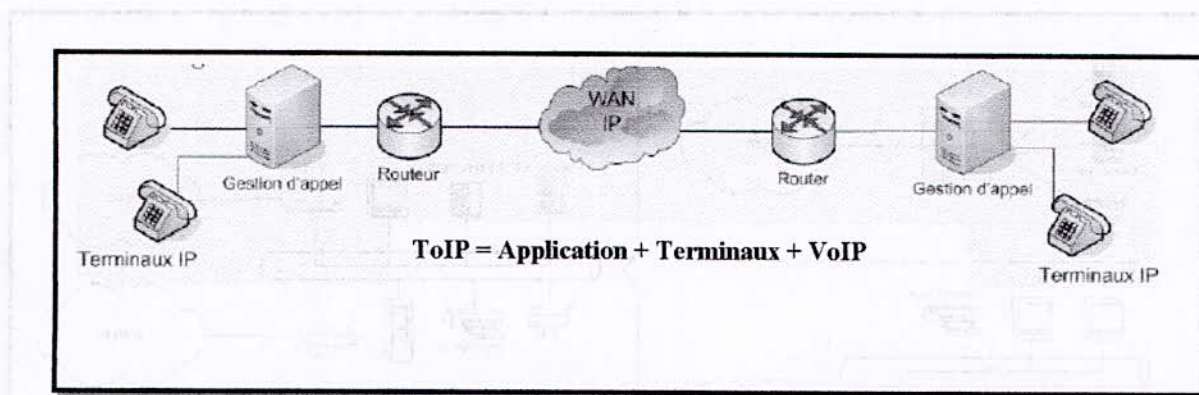 WAN
IP
Gestion d'appel
Routeur
Router
Gestion d'appel
Terminaux IP
ToIP = Application + Terminaux + VoIP
Terminaux IP